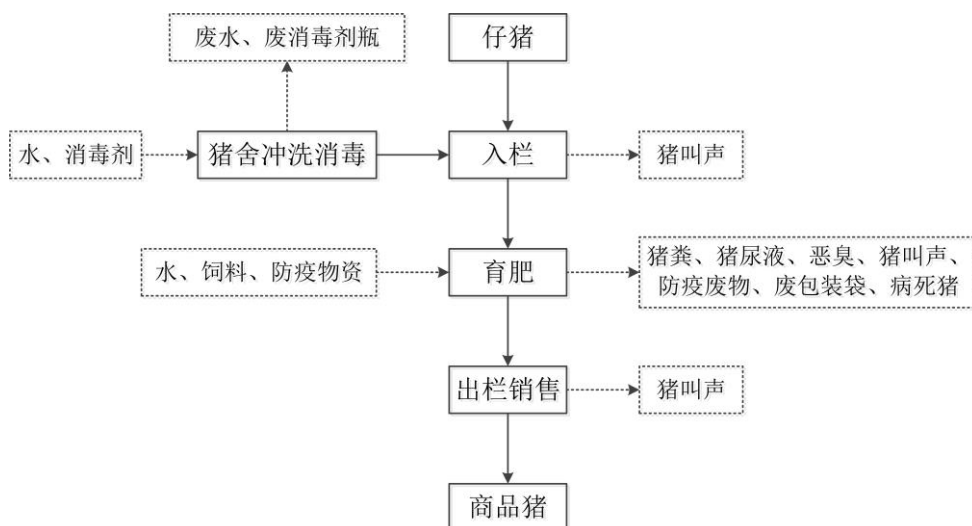 废水、废消毒剂瓶
仔猪
水、消毒剂
猪舍冲洗消毒
入栏
猪叫声
水、饲料、防疫物资
育肥
猪粪、猪尿液、恶臭、猪叫声、
防疫废物、废包装袋、病死猪
出栏销售
猪叫声
商品猪